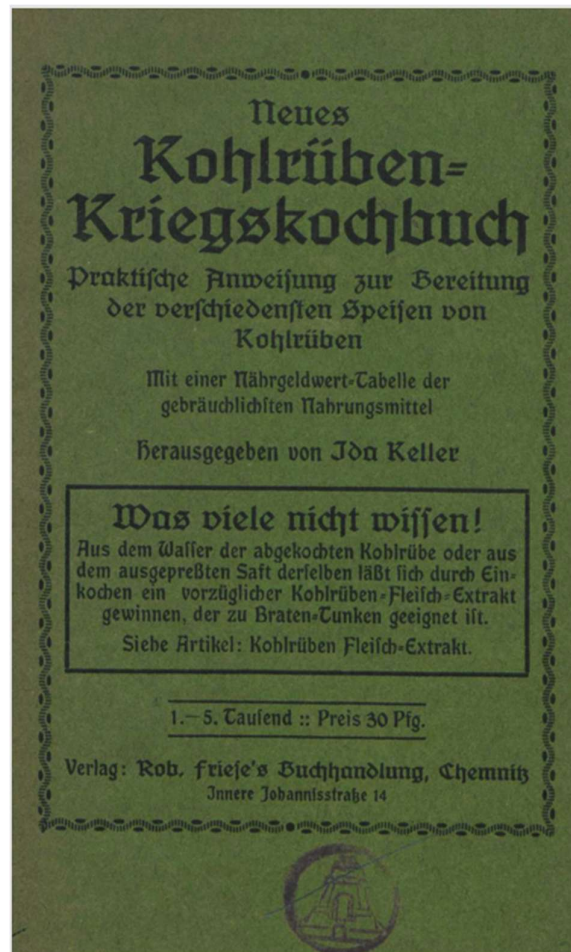 Neues
Kohlrüben=
Kriegskochbuch
Praktische Anweisung zur Bereitung
der verschiedensten Speisen von
Kohlrüben
Mit einer Nährgeldwert=Tabelle der
gebräuchlichsten Nahrungsmittel
Herausgegeben von Ida Keller
Was viele nicht wissen!
Aus dem Wasser der abgekochten Kohlrübe oder aus
dem ausgepreßten Saft derselben läßt sich durch Ein=
kochen ein vorzüglicher Kohlrüben=Fleisch=Extrakt
gewinnen, der zu Braten=Tunken geeignet ist.
Siehe Artikel: Kohlrüben Fleisch=Extrakt.
1.—5. Tausend :: Preis 30 Pfg.
Verlag: Rob. Friese's Buchhandlung, Chemnitz
Innere Johannisstraße 14